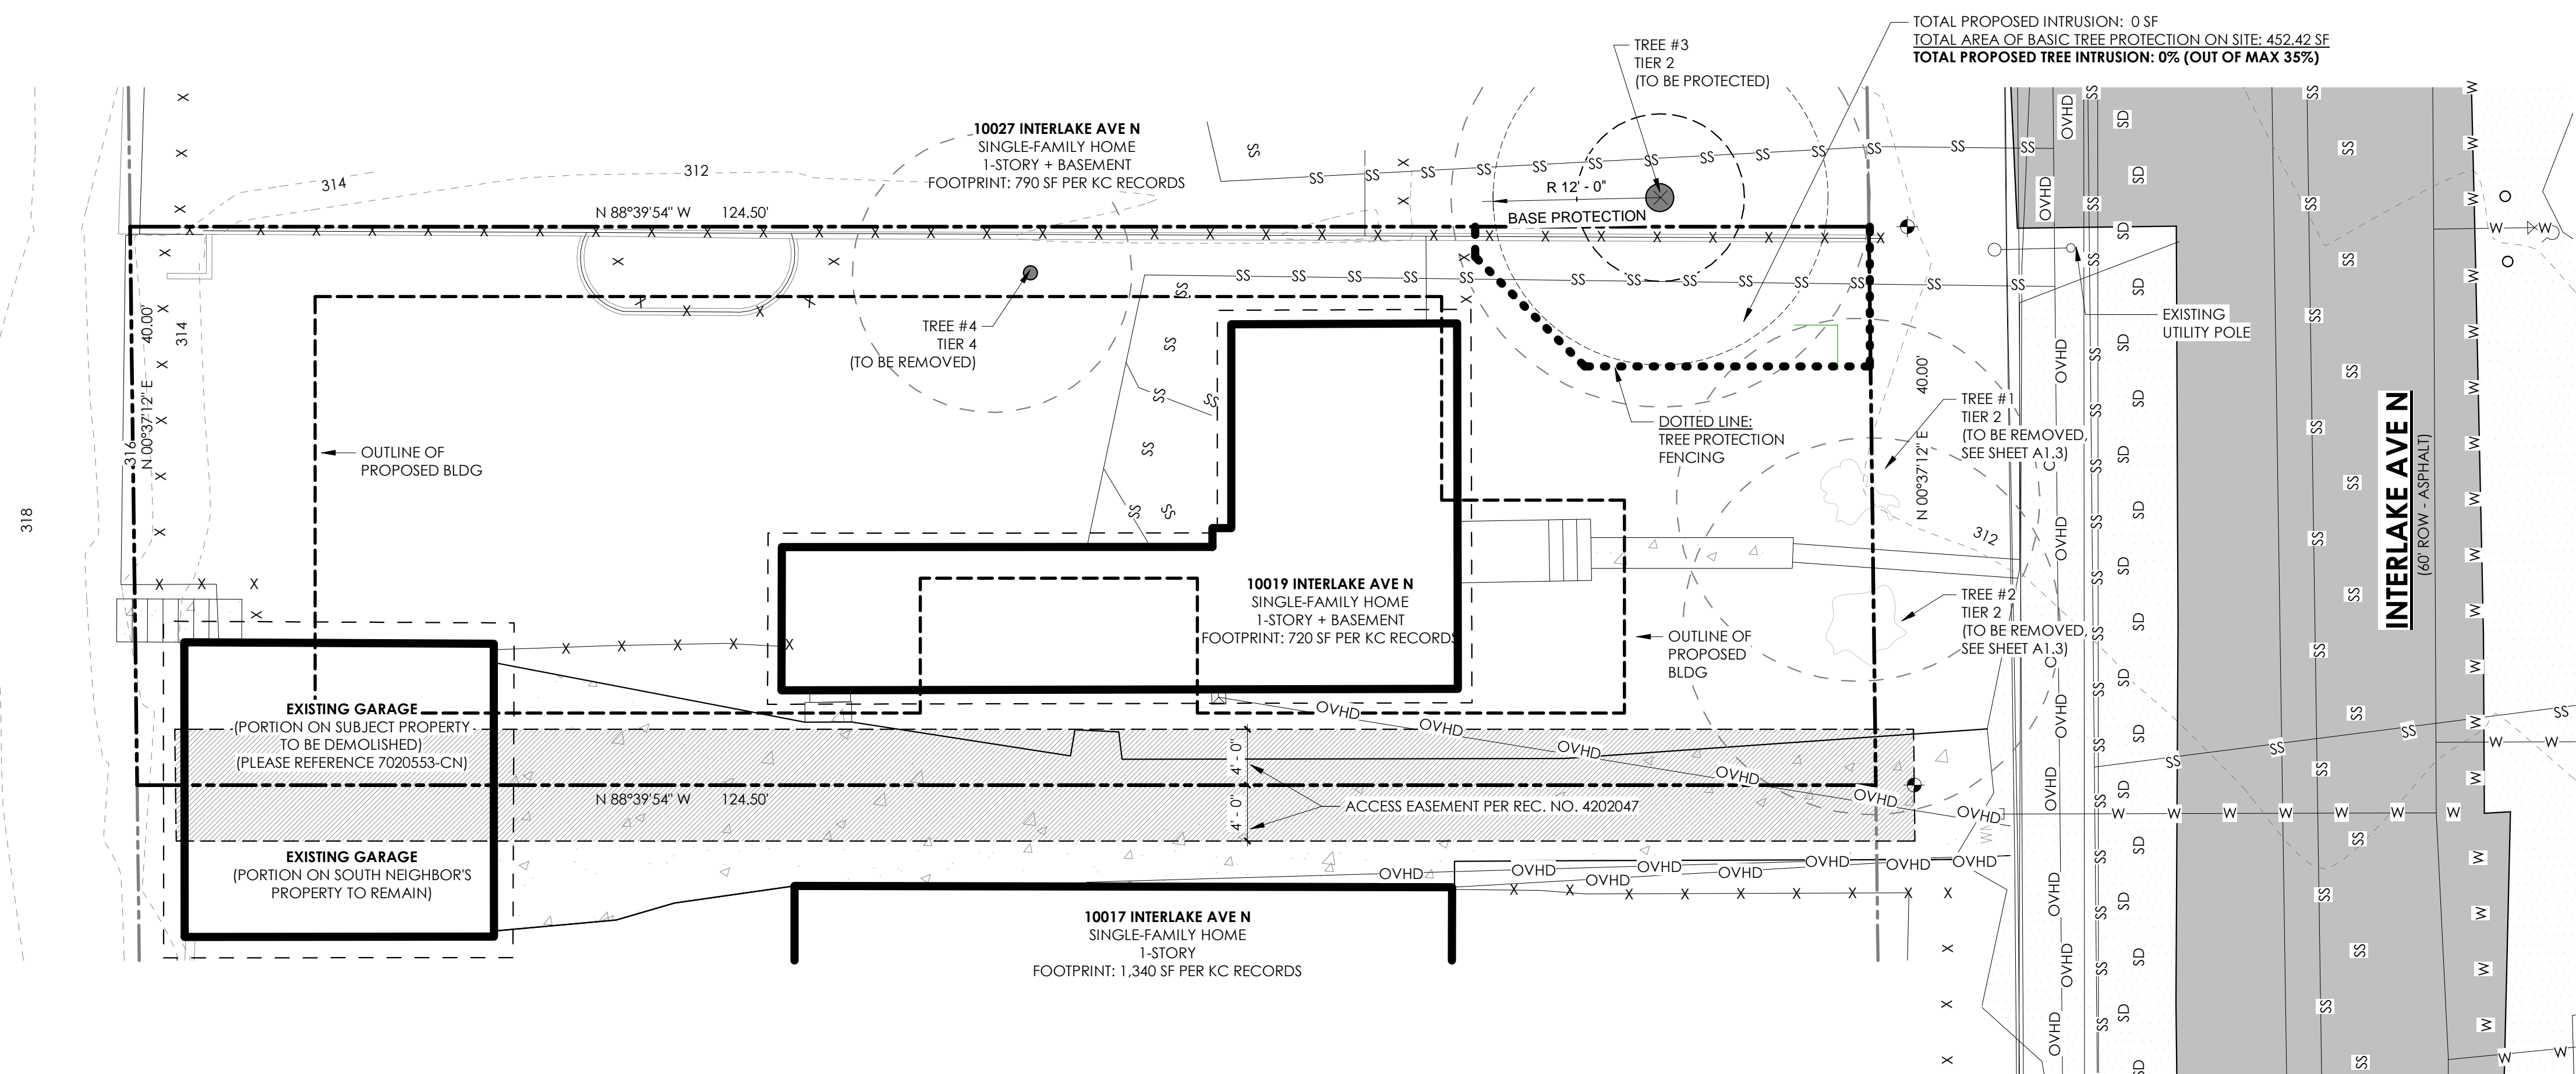 TOTAL PROPOSED INTRUSION: 0 SF
TOTAL AREA OF BASIC TREE PROTECTION ON SITE: 452.42 SF
TOTAL PROPOSED TREE INTRUSION: 0% (OUT OF MAX 35%)
TREE #3
TIER 2
(TO BE PROTECTED)
10027 INTERLAKE AVE N
SINGLE-FAMILY HOME
1-STORY + BASEMENT
FOOTPRINT: 790 SF PER KC RECORDS
314
312
N 88°39'54" W 124.50'
R 12' - 0"
BASE PROTECTION
TREE #4
TIER 4
(TO BE REMOVED)
EXISTING
UTILITY POLE
40.00'
N 00°37'12" E
314
316
318
OUTLINE OF
PROPOSED BLDG
DOTTED LINE:
TREE PROTECTION
FENCING
40.00'
N 00°37'12" E
TREE #1
TIER 2
(TO BE REMOVED,
SEE SHEET A1.3)
312
INTERLAKE AVE N
(60' ROW - ASPHALT)
10019 INTERLAKE AVE N
SINGLE-FAMILY HOME
1-STORY + BASEMENT
FOOTPRINT: 720 SF PER KC RECORDS
TREE #2
TIER 2
(TO BE REMOVED,
SEE SHEET A1.3)
OUTLINE OF
PROPOSED
BLDG
EXISTING GARAGE
(PORTION ON SUBJECT PROPERTY
TO BE DEMOLISHED)
(PLEASE REFERENCE 7020553-CN)
4' - 0"
4' - 0"
N 88°39'54" W 124.50'
ACCESS EASEMENT PER REC. NO. 4202047
EXISTING GARAGE
(PORTION ON SOUTH NEIGHBOR'S
PROPERTY TO REMAIN)
10017 INTERLAKE AVE N
SINGLE-FAMILY HOME
1-STORY
FOOTPRINT: 1,340 SF PER KC RECORDS
OVHD
SS
SD
W
X